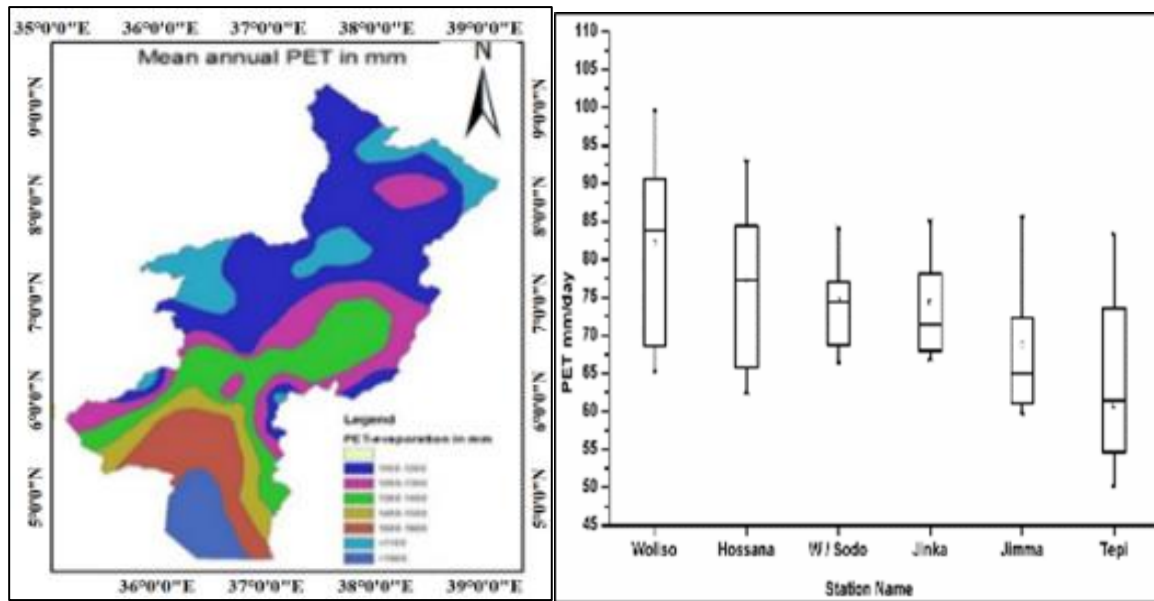 35°0'0"E 36°0'0"E 37°0'0"E 38°0'0"E 39°0'0"E
Mean annual PET in mm
N
9°0'0"N
8°0'0"N
7°0'0"N
6°0'0"N
5°0'0"N
9°0'0"N
8°0'0"N
7°0'0"N
6°0'0"N
5°0'0"N
Legend
PET-evaporation in mm
36°0'0"E 37°0'0"E 38°0'0"E 39°0'0"E
PET mm/day
110
105
100
95
90
85
80
75
70
65
60
55
50
45
Woliso Hossana W/ Sodo Jinka Jimma Tepi
Station Name